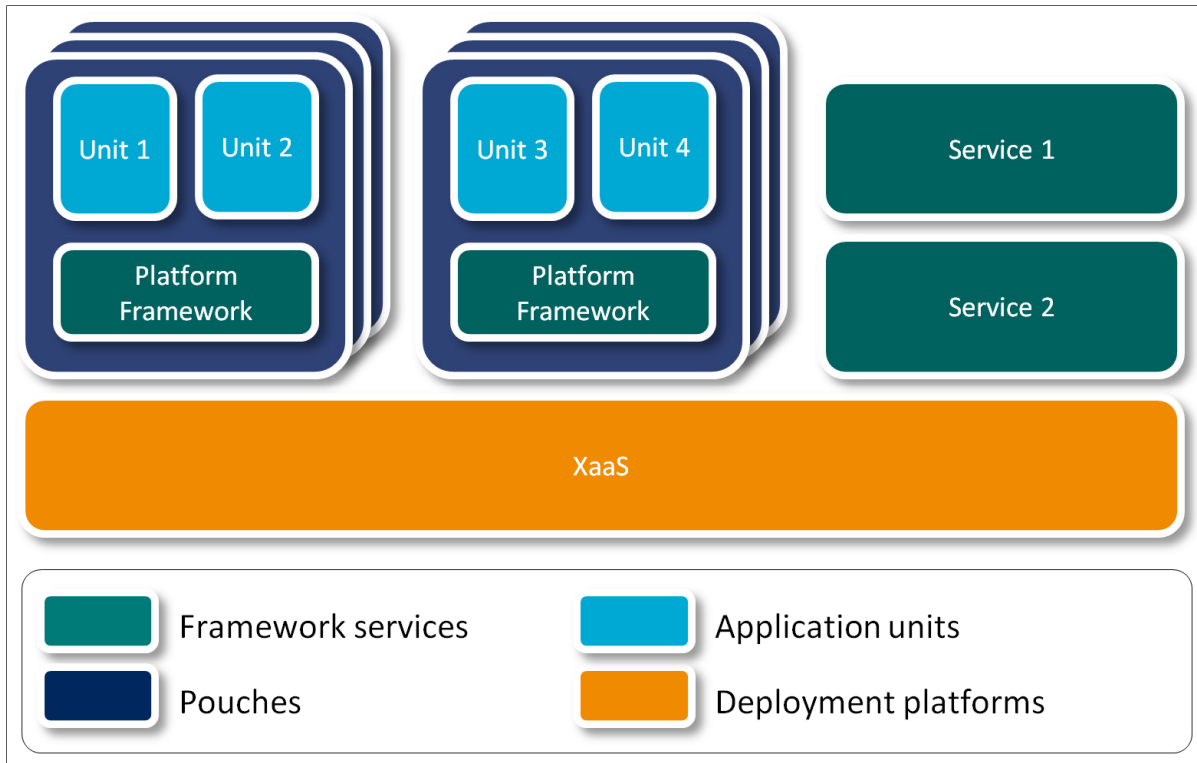 Unit 1
Unit 2
Platform
Framework
Unit 3
Unit 4
Platform
Framework
Service 1
Service 2
XaaS
Framework services
Application units
Pouches
Deployment platforms